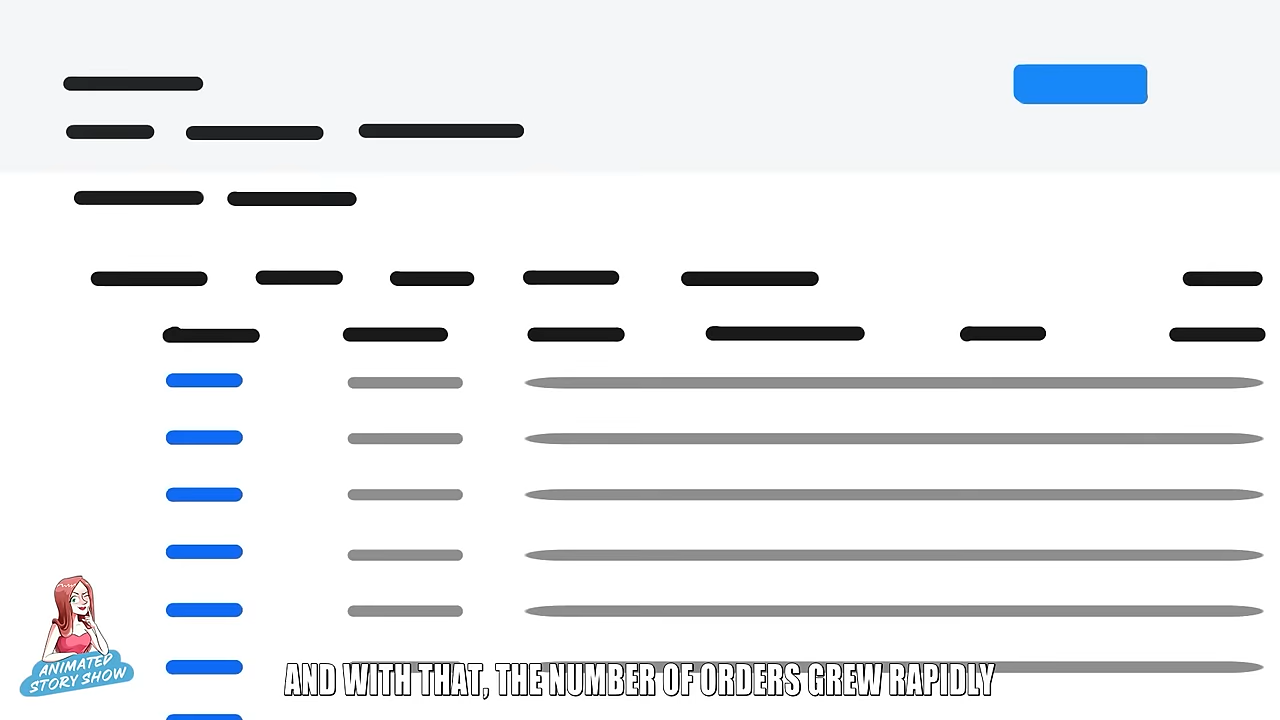 ANIMATED
STORY SHOW
AND WITH THAT, THE NUMBER OF ORDERS GREW RAPIDLY